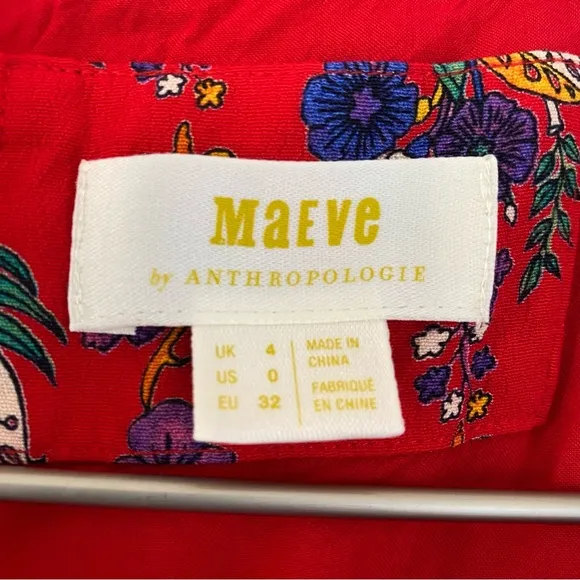 MaEVe
by ANTHROPOLOGIE
UK 4
US 0
EU 32
MADE IN
CHINA
FABRIQUÉ
EN CHINE